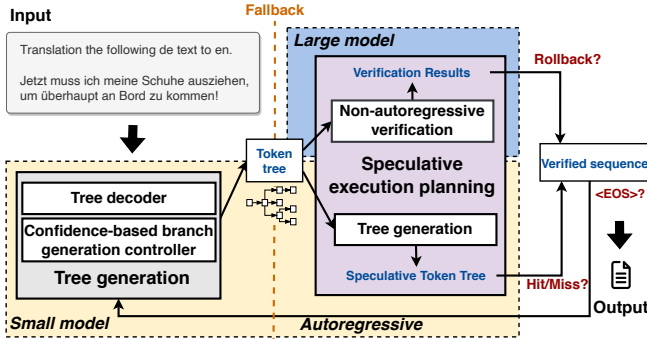 Input
Fallback
Translation the following de text to en.
Jetzt muss ich meine Schuhe ausziehen,
um überhaupt an Bord zu kommen!
Large model
Verification Results
Rollback?
Non-autoregressive
verification
Token
tree
Speculative
execution planning
Verified sequence
<EOS>?
Tree decoder
Confidence-based branch
generation controller
Tree generation
Tree generation
Speculative Token Tree
Hit/Miss?
Output
Small model
Autoregressive